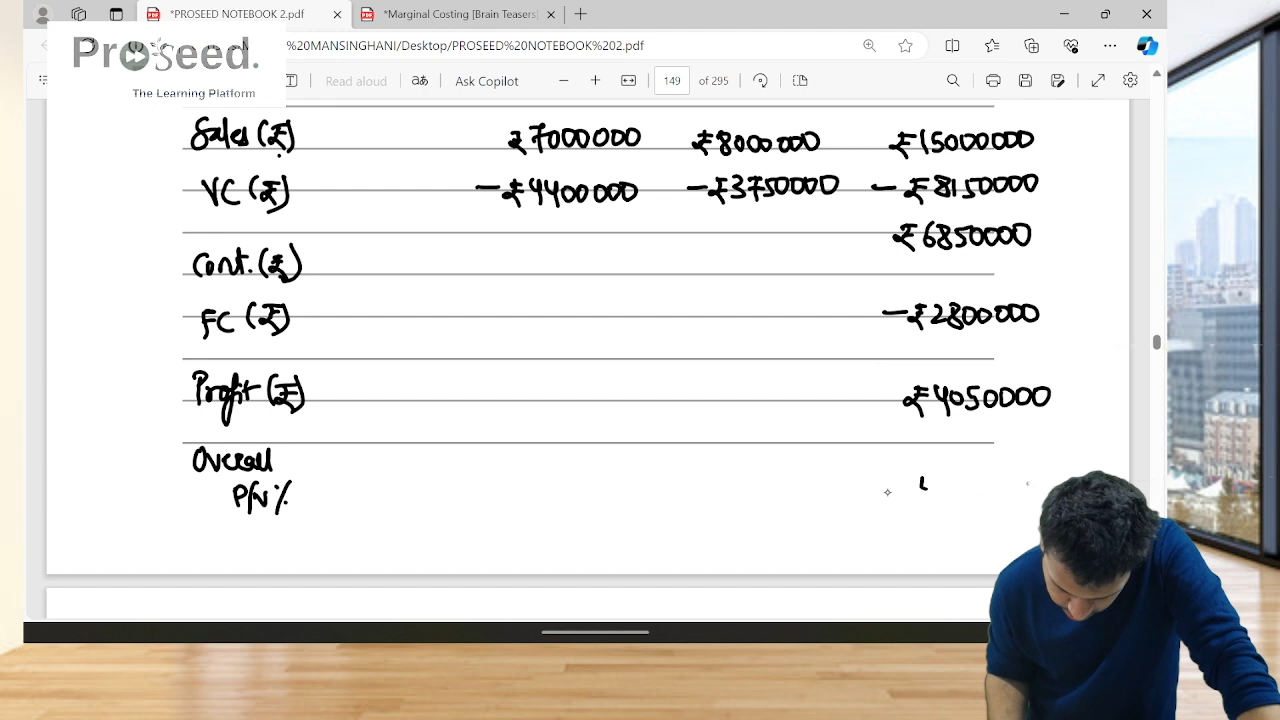 *PROSEED NOTEBOOK 2.pdf
*Marginal Costing [Brain Teasers]
Proseed.
The Learning Platform
%20MANSINGHANI/Desktop/PROSEED%20NOTEBOOK%202.pdf
Read aloud
aあ
Ask Copilot
149 of 295
Sales (₹) ₹7000000 ₹8000000 ₹15000000
VC (₹) -₹4400000 -₹3750000 -₹8150000
₹6850000
Cont. (₹)
FC (₹) -₹2800000
Profit (₹) ₹4050000
Overall
P/V %